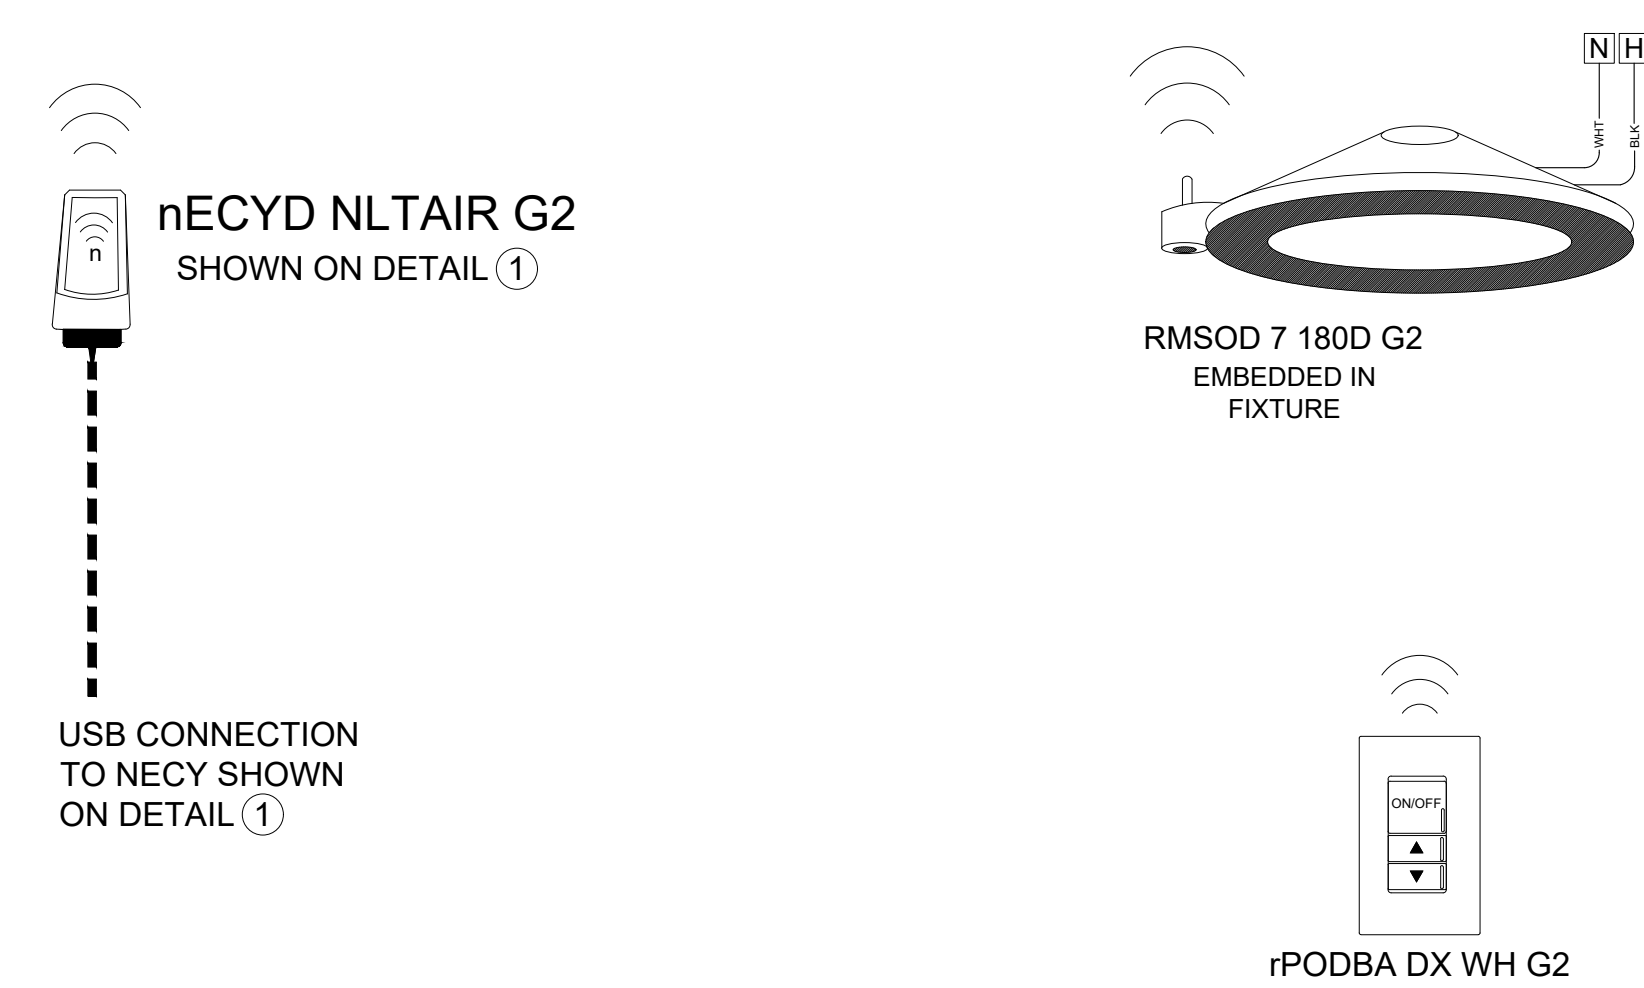 N H
WHT
BLK
n
nECYD NLTAIR G2
SHOWN ON DETAIL 1
RMSOD 7 180D G2
EMBEDDED IN
FIXTURE
USB CONNECTION
TO NECY SHOWN
ON DETAIL 1
ON/OFF
rPODBA DX WH G2